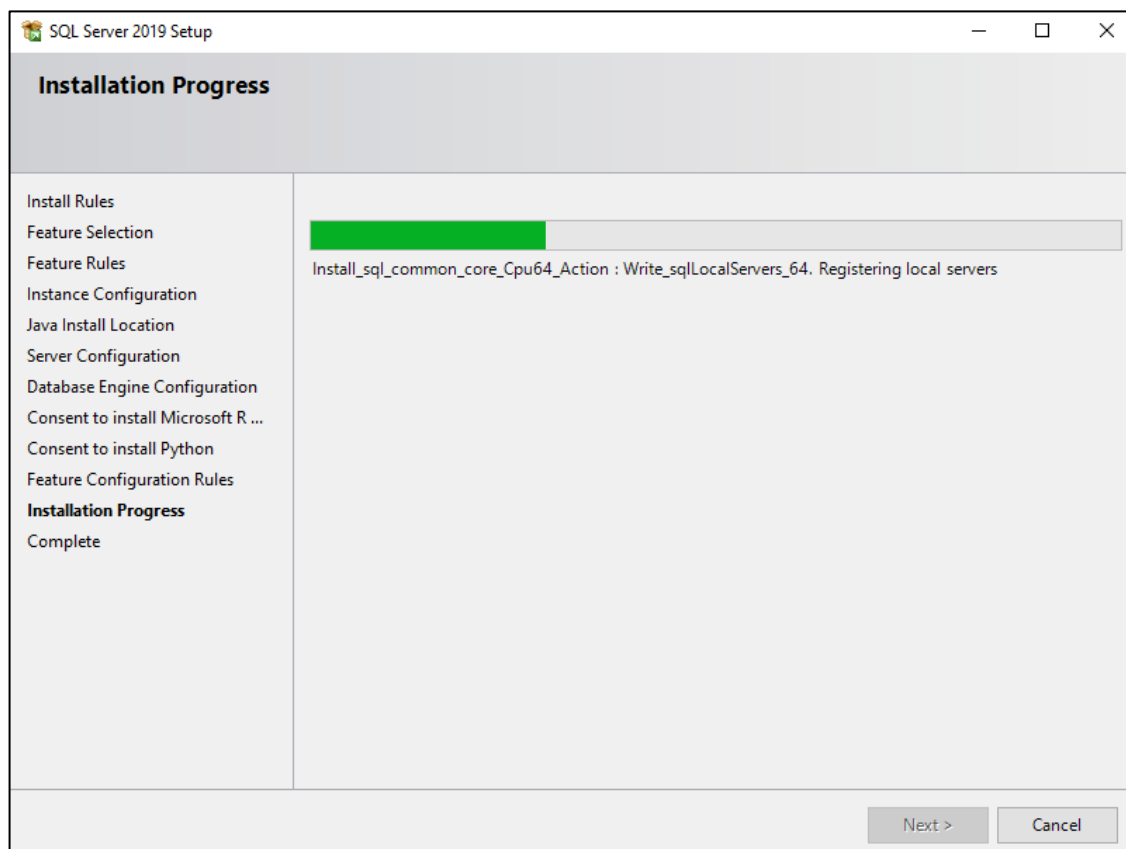 SQL Server 2019 Setup
Installation Progress
Install Rules
Feature Selection
Feature Rules
Instance Configuration
Java Install Location
Server Configuration
Database Engine Configuration
Consent to install Microsoft R ...
Consent to install Python
Feature Configuration Rules
Installation Progress
Complete
Install_sql_common_core_Cpu64_Action : Write_sqlLocalServers_64. Registering local servers
Next >
Cancel